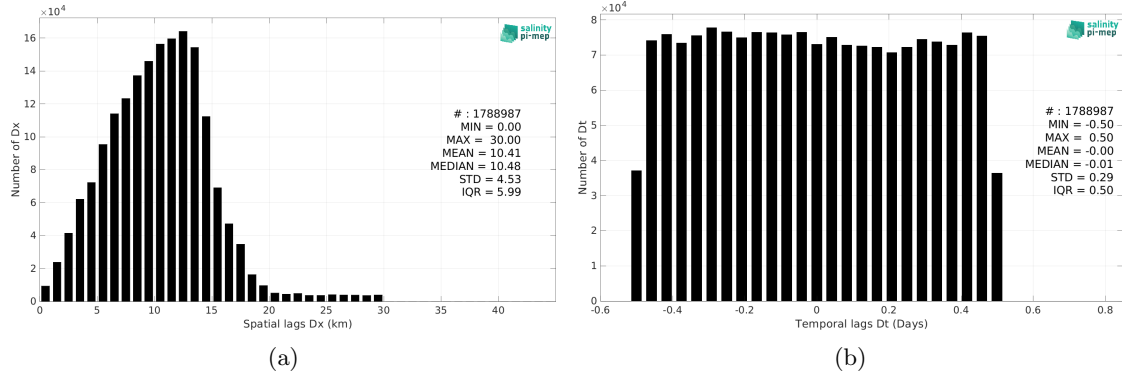 ×10⁴
16
14
12
10
8
6
4
2
0
Number of Dx
salinity
pi-mep
# : 1788987
MIN = 0.00
MAX = 30.00
MEAN = 10.41
MEDIAN = 10.48
STD = 4.53
IQR = 5.99
0 5 10 15 20 25 30 35 40
Spatial lags Dx (km)
(a)
×10⁴
8
7
6
5
4
3
2
1
0
Number of Dt
salinity
pi-mep
# : 1788987
MIN = -0.50
MAX = 0.50
MEAN = -0.00
MEDIAN = -0.01
STD = 0.29
IQR = 0.50
-0.6 -0.4 -0.2 0 0.2 0.4 0.6 0.8
Temporal lags Dt (Days)
(b)